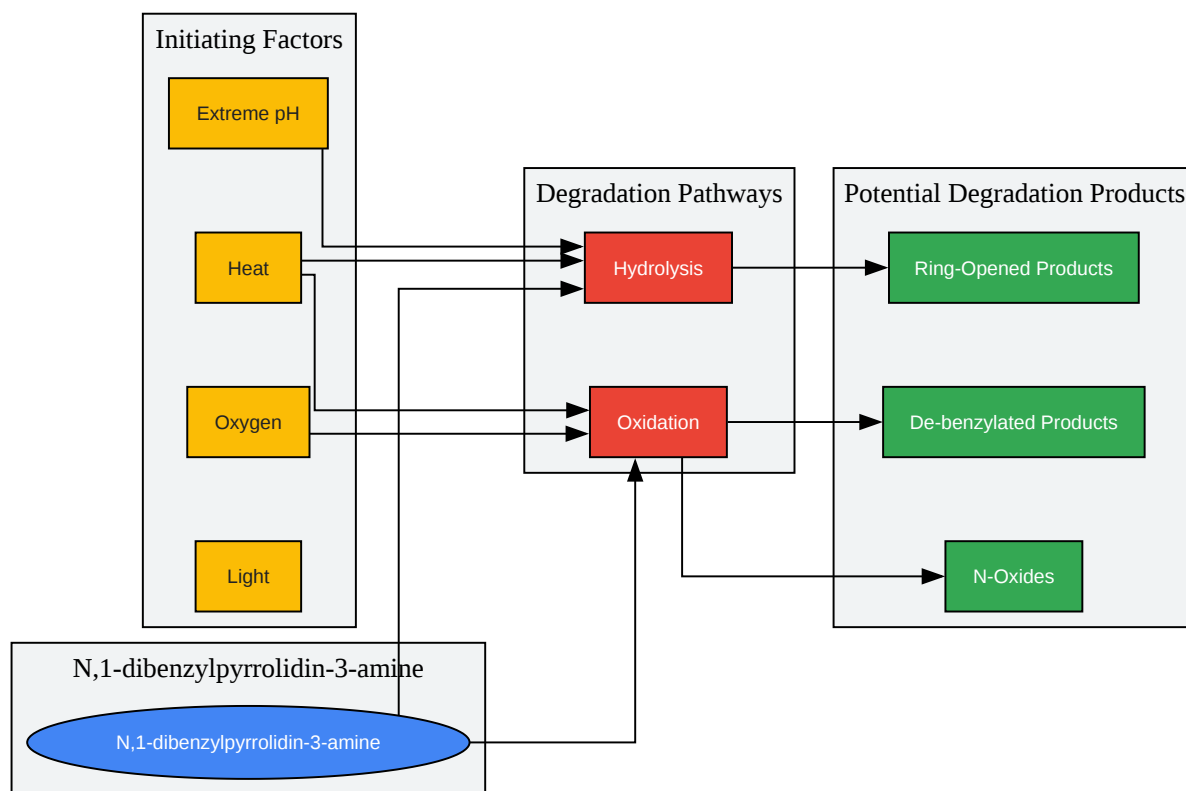 Initiating Factors
Extreme pH
Heat
Oxygen
Light
Degradation Pathways
Hydrolysis
Oxidation
Potential Degradation Products
Ring-Opened Products
De-benzylated Products
N-Oxides
N,1-dibenzylpyrrolidin-3-amine
N,1-dibenzylpyrrolidin-3-amine